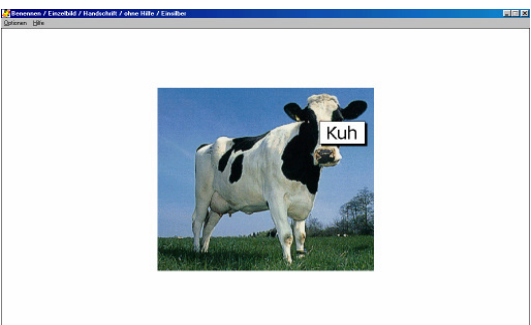 Benennen / Einzelbild / Handschrift / ohne Hilfe / Einsilber
Optionen Hilfe
Kuh